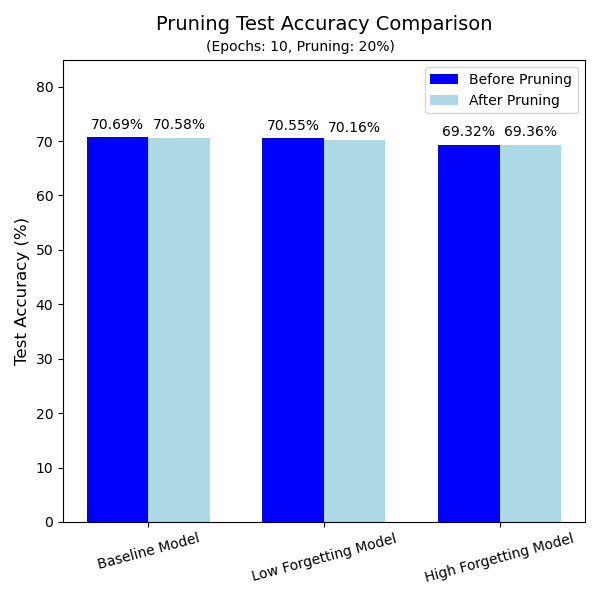 Pruning Test Accuracy Comparison
(Epochs: 10, Pruning: 20%)
Before Pruning
After Pruning
Test Accuracy (%)
80
70
60
50
40
30
20
10
0
70.69% 70.58% 70.55% 70.16% 69.32% 69.36%
Baseline Model
Low Forgetting Model
High Forgetting Model